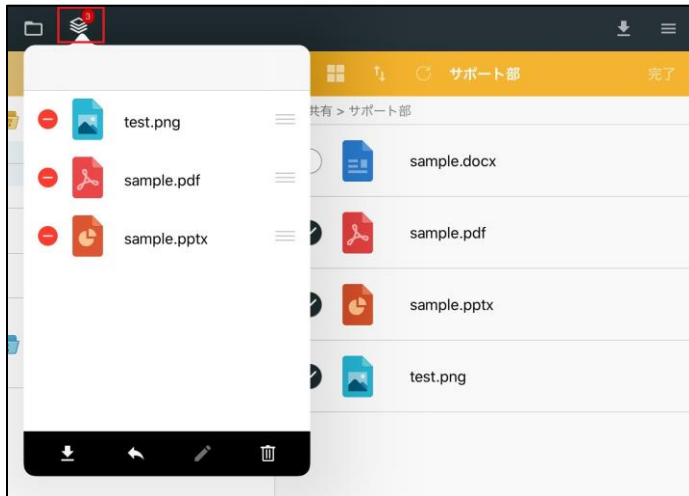 3
サポート部
完了
共有 > サポート部
test.png
sample.pdf
sample.pptx
sample.docx
sample.pdf
sample.pptx
test.png